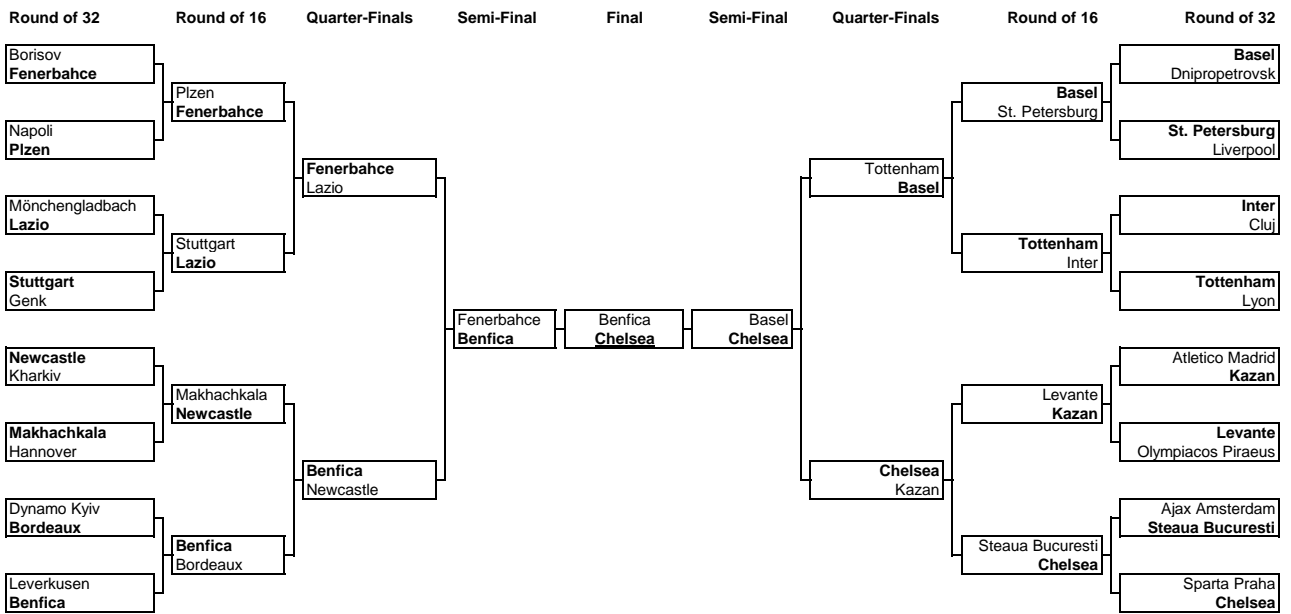 Round of 32
Round of 16
Quarter-Finals
Semi-Final
Final
Semi-Final
Quarter-Finals
Round of 16
Round of 32
Borisov
Fenerbahce
Napoli
Plzen
Mönchengladbach
Lazio
Stuttgart
Genk
Newcastle
Kharkiv
Makhachkala
Hannover
Dynamo Kyiv
Bordeaux
Leverkusen
Benfica
Plzen
Fenerbahce
Stuttgart
Lazio
Makhachkala
Newcastle
Benfica
Bordeaux
Fenerbahce
Lazio
Benfica
Newcastle
Fenerbahce
Benfica
Benfica
Chelsea
Basel
Chelsea
Tottenham
Basel
Chelsea
Kazan
Basel
St. Petersburg
Tottenham
Inter
Levante
Kazan
Steaua Bucuresti
Chelsea
Basel
Dnipropetrovsk
St. Petersburg
Liverpool
Inter
Cluj
Tottenham
Lyon
Atletico Madrid
Kazan
Levante
Olympiacos Piraeus
Ajax Amsterdam
Steaua Bucuresti
Sparta Praha
Chelsea